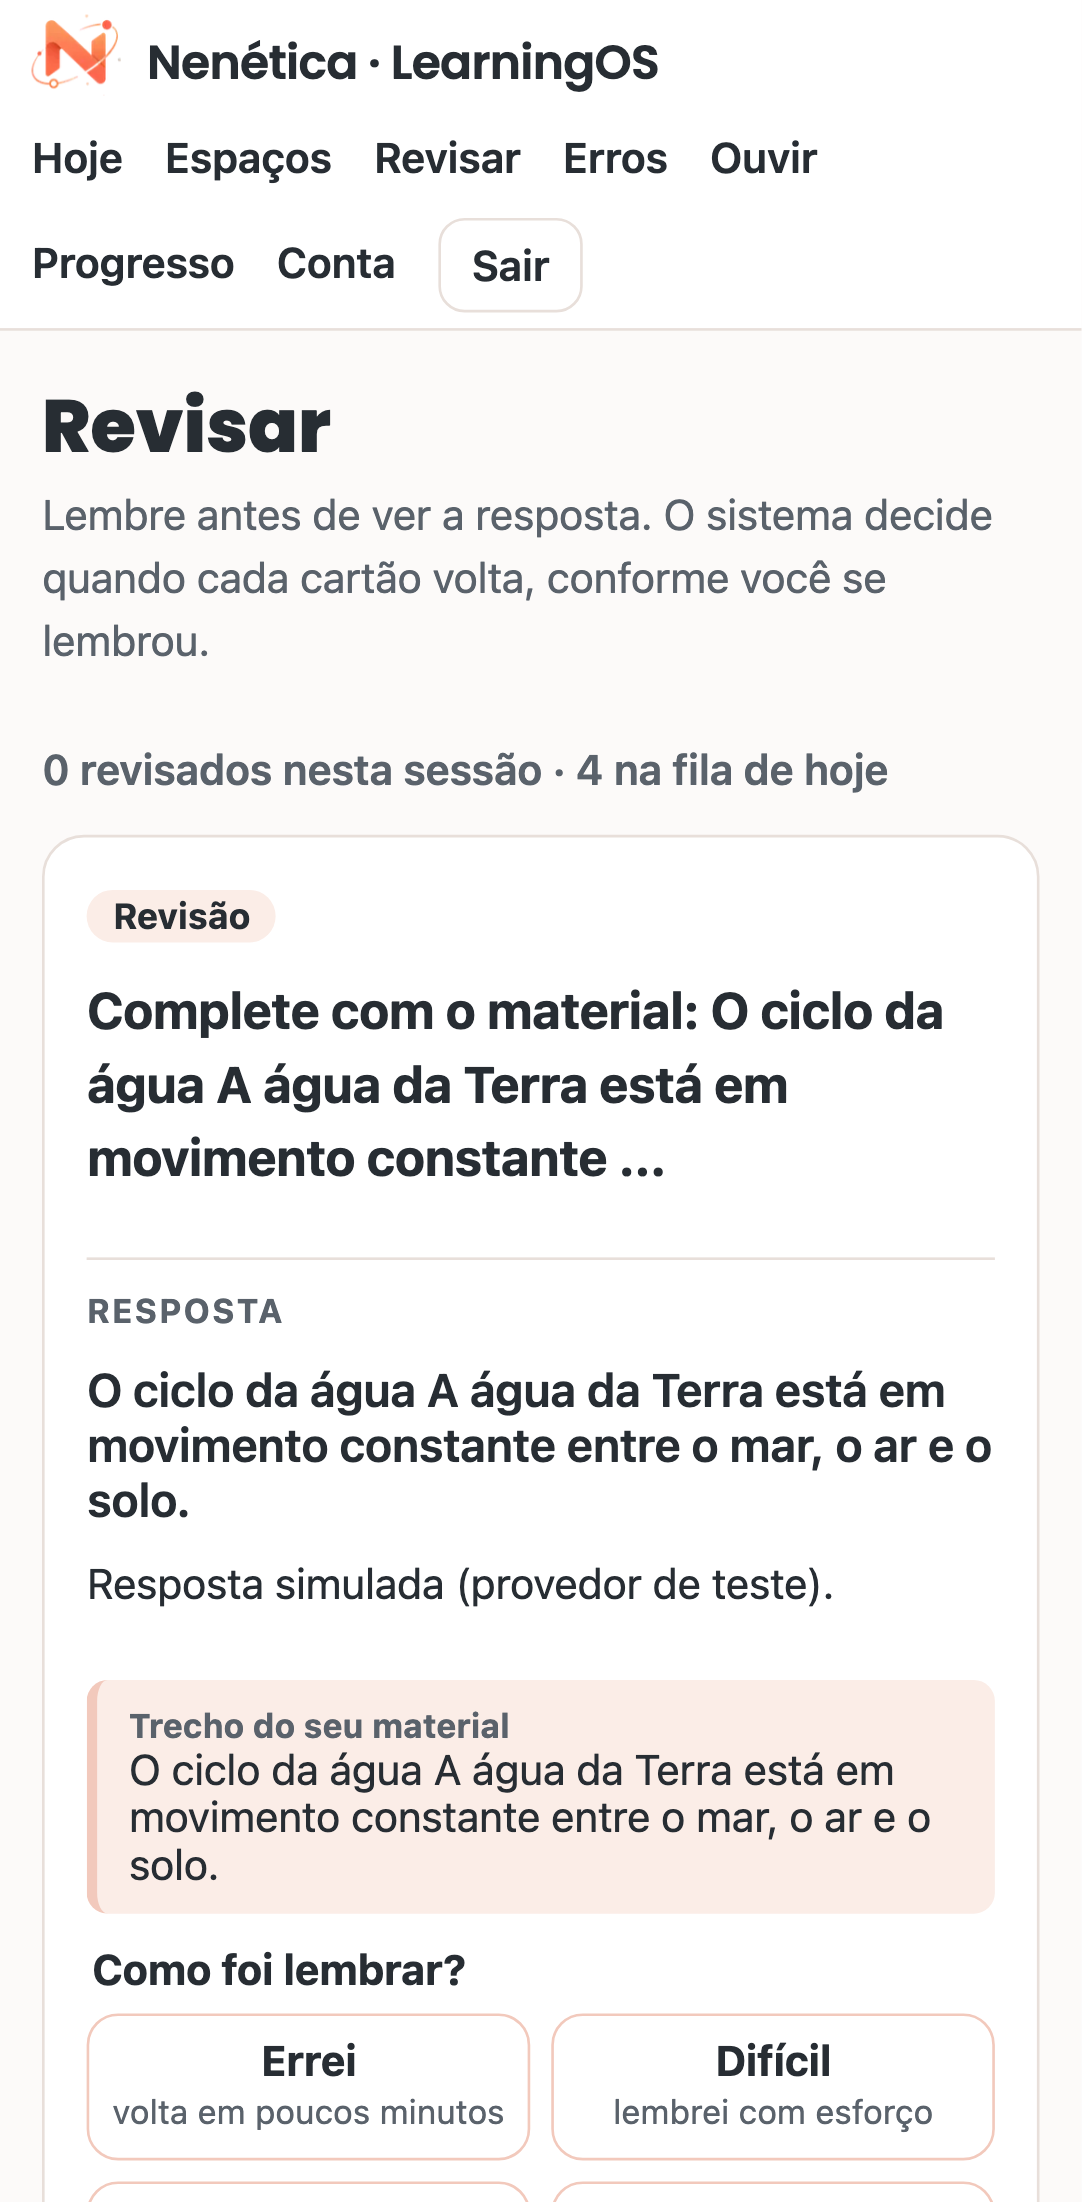 Nenética · LearningOS
Hoje Espaços Revisar Erros Ouvir
Progresso Conta Sair
Revisar
Lembre antes de ver a resposta. O sistema decide
quando cada cartão volta, conforme você se
lembrou.
0 revisados nesta sessão · 4 na fila de hoje
Revisão
Complete com o material: O ciclo da
água A água da Terra está em
movimento constante ...
RESPOSTA
O ciclo da água A água da Terra está em
movimento constante entre o mar, o ar e o
solo.
Resposta simulada (provedor de teste).
Trecho do seu material
O ciclo da água A água da Terra está em
movimento constante entre o mar, o ar e o
solo.
Como foi lembrar?
Errei
volta em poucos minutos
Difícil
lembrei com esforço